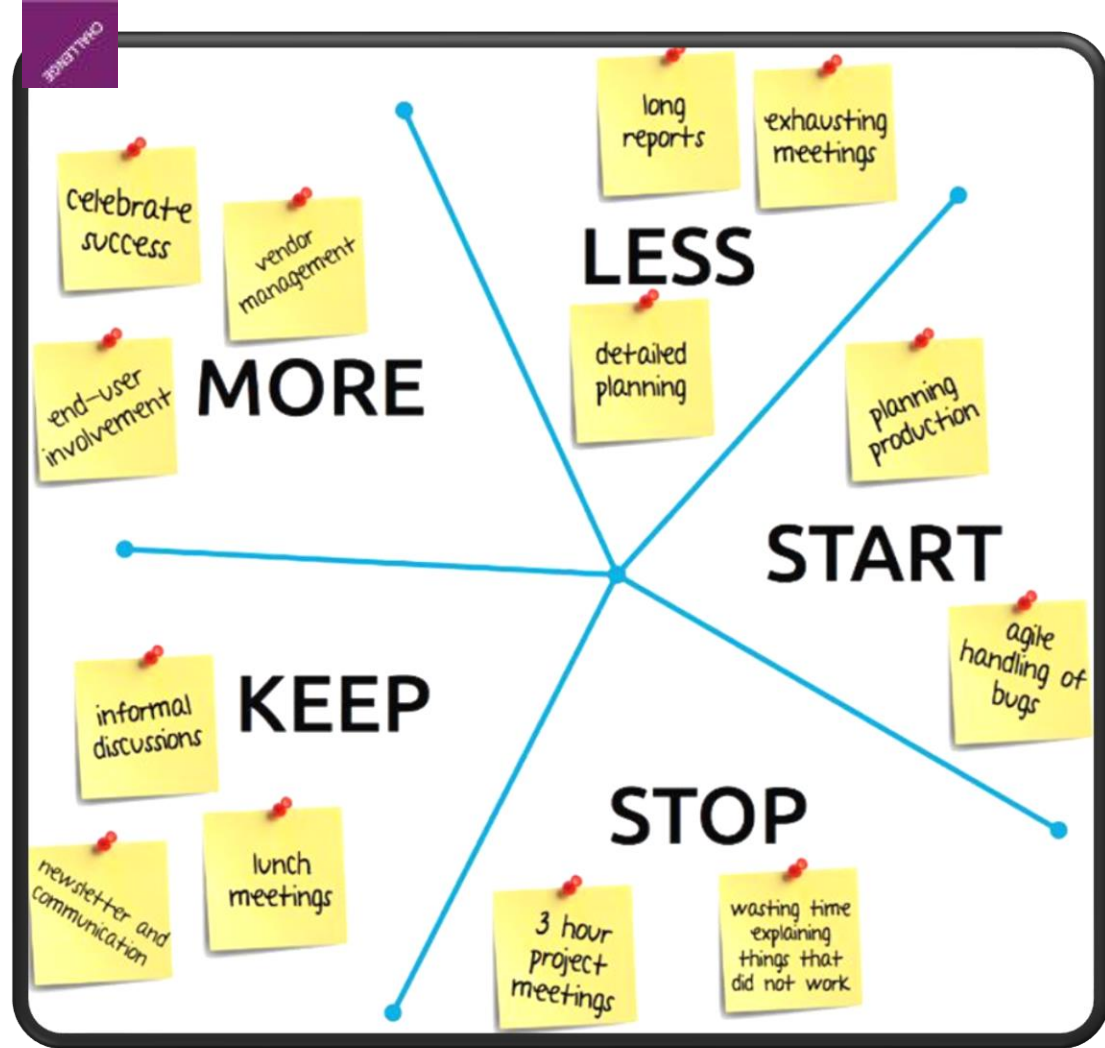 CHALLENGE
celebrate
success
vendor
management
end-user
involvement
MORE
long
reports
exhausting
meetings
LESS
detailed
planning
planning
production
START
agile
handling of
bugs
informal
discussions
KEEP
newsletter and
communication
lunch
meetings
STOP
3 hour
project
meetings
wasting time
explaining
things that
did not work